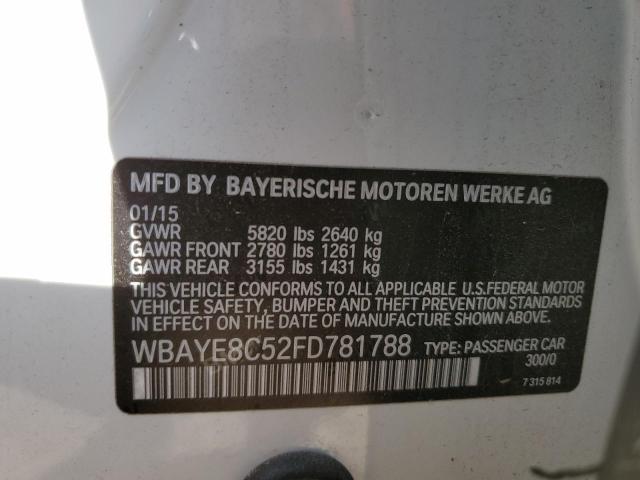 MFD BY BAYERISCHE MOTOREN WERKE AG
01/15
GVWR 5820 lbs 2640 kg
GAWR FRONT 2780 lbs 1261 kg
GAWR REAR 3155 lbs 1431 kg
THIS VEHICLE CONFORMS TO ALL APPLICABLE U.S.FEDERAL MOTOR
VEHICLE SAFETY, BUMPER AND THEFT PREVENTION STANDARDS
IN EFFECT ON THE DATE OF MANUFACTURE SHOWN ABOVE.
WBAYE8C52FD781788 TYPE: PASSENGER CAR
300/0
7 315 814